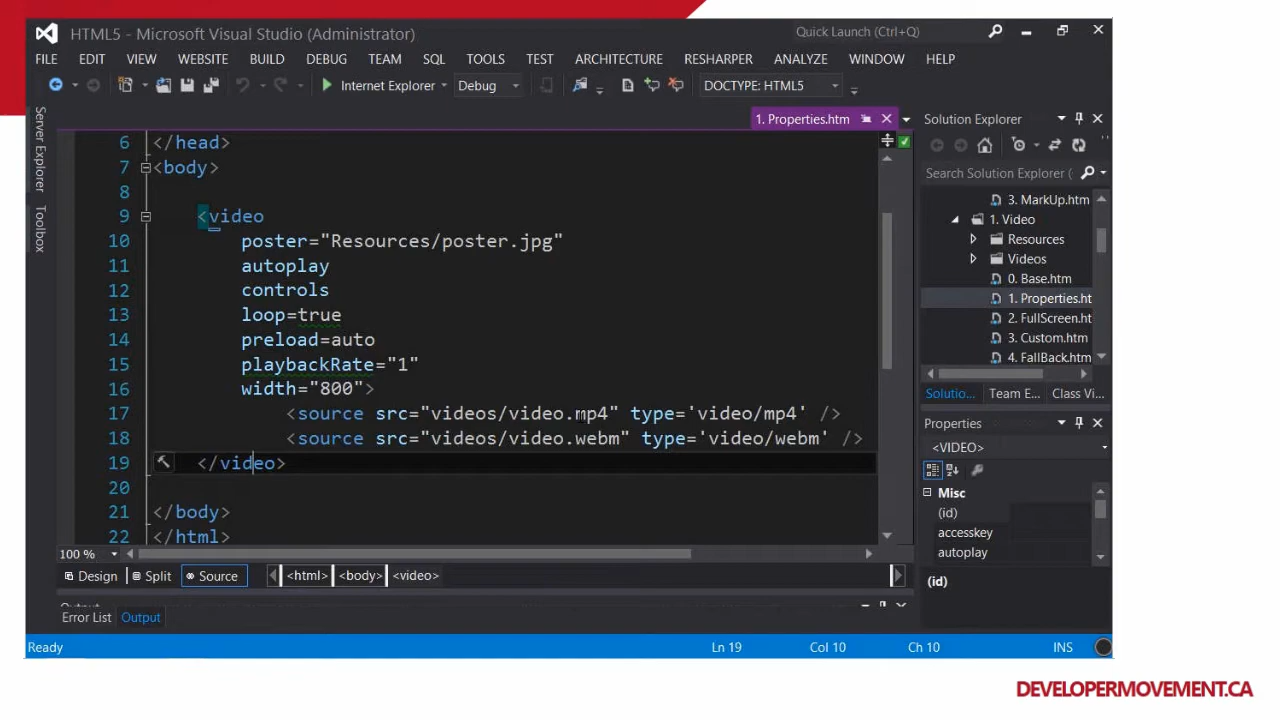 HTML5 - Microsoft Visual Studio (Administrator)
Quick Launch (Ctrl+Q)
FILE EDIT VIEW WEBSITE BUILD DEBUG TEAM SQL TOOLS TEST ARCHITECTURE RESHARPER ANALYZE WINDOW HELP
Internet Explorer Debug DOCTYPE: HTML5
Server Explorer
Toolbox
1. Properties.htm
6 </head>
7 <body>
8
9 <video
10 poster="Resources/poster.jpg"
11 autoplay
12 controls
13 loop=true
14 preload=auto
15 playbackRate="1"
16 width="800">
17 <source src="videos/video.mp4" type='video/mp4' />
18 <source src="videos/video.webm" type='video/webm' />
19 </video>
20
21 </body>
22 </html>
100 %
Design Split Source <html> <body> <video>
Error List Output
Solution Explorer
Search Solution Explorer (
3. MarkUp.htm
1. Video
Resources
Videos
0. Base.htm
1. Properties.ht
2. FullScreen.ht
3. Custom.htm
4. FallBack.htm
Solutio... Team E... Class Vi...
Properties
<VIDEO>
Misc
(id)
accesskey
autoplay
(id)
Ready Ln 19 Col 10 Ch 10 INS
DEVELOPERMOVEMENT.CA